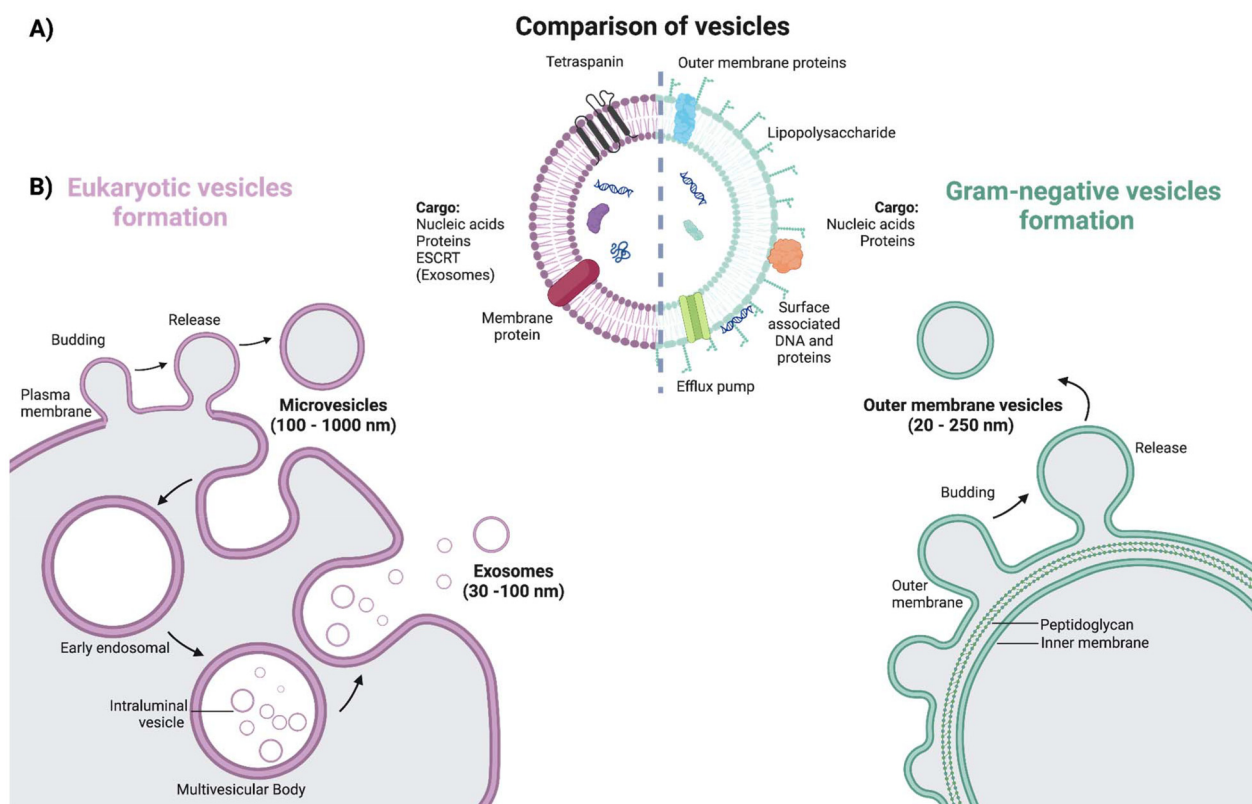 A)
Comparison of vesicles
Tetraspanin
Outer membrane proteins
Lipopolysaccharide
Cargo:
Nucleic acids
Proteins
ESCRT
(Exosomes)
Cargo:
Nucleic acids
Proteins
Membrane
protein
Surface
associated
DNA and
proteins
Efflux pump
B)
Eukaryotic vesicles
formation
Budding
Release
Plasma
membrane
Microvesicles
(100 - 1000 nm)
Exosomes
(30 -100 nm)
Early endosomal
Intraluminal
vesicle
Multivesicular Body
Gram-negative vesicles
formation
Outer membrane vesicles
(20 - 250 nm)
Release
Budding
Outer
membrane
Peptidoglycan
Inner membrane